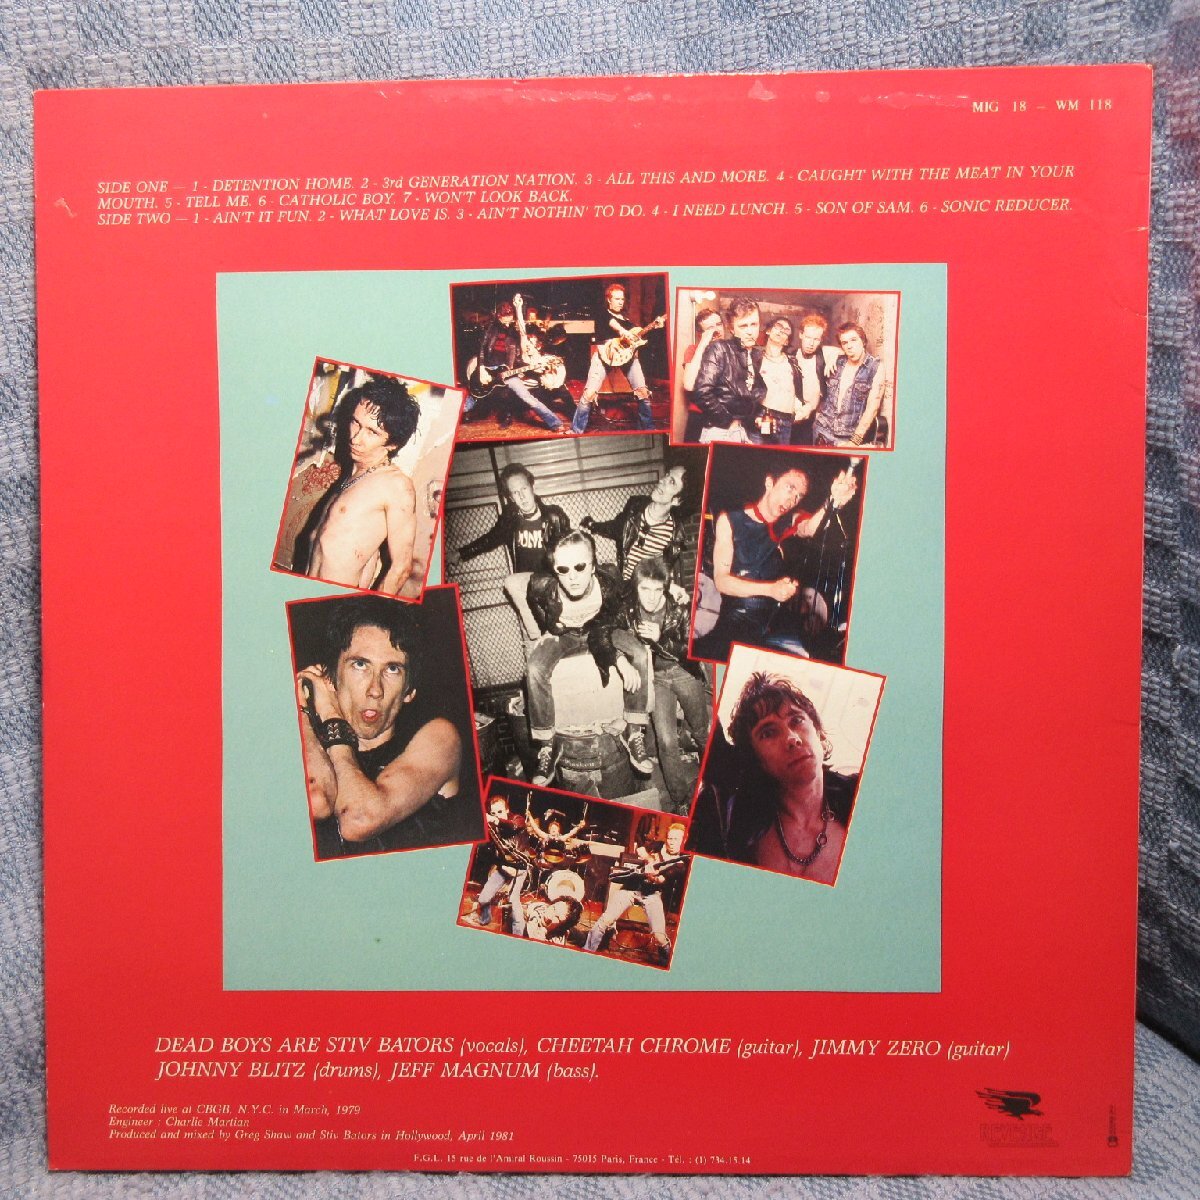 MIG 18 — WM 118
SIDE ONE — 1 - DETENTION HOME. 2 - 3rd GENERATION NATION. 3 - ALL THIS AND MORE. 4 - CAUGHT WITH THE MEAT IN YOUR
MOUTH. 5 - TELL ME. 6 - CATHOLIC BOY. 7 - WON'T LOOK BACK.
SIDE TWO — 1 - AIN'T IT FUN. 2 - WHAT LOVE IS. 3 - AIN'T NOTHIN' TO DO. 4 - I NEED LUNCH. 5 - SON OF SAM. 6 - SONIC REDUCER.
DEAD BOYS ARE STIV BATORS (vocals), CHEETAH CHROME (guitar), JIMMY ZERO (guitar)
JOHNNY BLITZ (drums), JEFF MAGNUM (bass).
Recorded live at CBGB, N.Y.C. in March, 1979
Engineer : Charlie Martian
Produced and mixed by Greg Shaw and Stiv Bators in Hollywood, April 1981
REVENGE
F.G.L. 15 rue de l'Amiral Roussin - 75015 Paris, France - Tél. : (1) 734.15.14